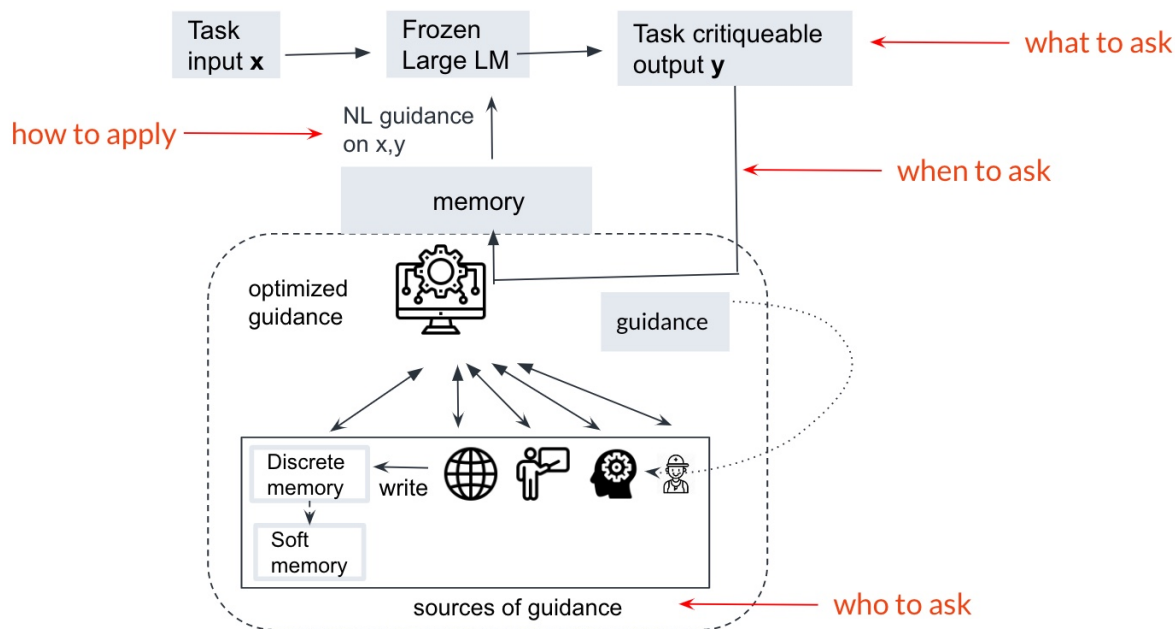 Task
input x
Frozen
Large LM
Task critiqueable
output y
what to ask
how to apply
NL guidance
on x,y
when to ask
memory
optimized
guidance
guidance
Discrete
memory
write
Soft
memory
sources of guidance
who to ask